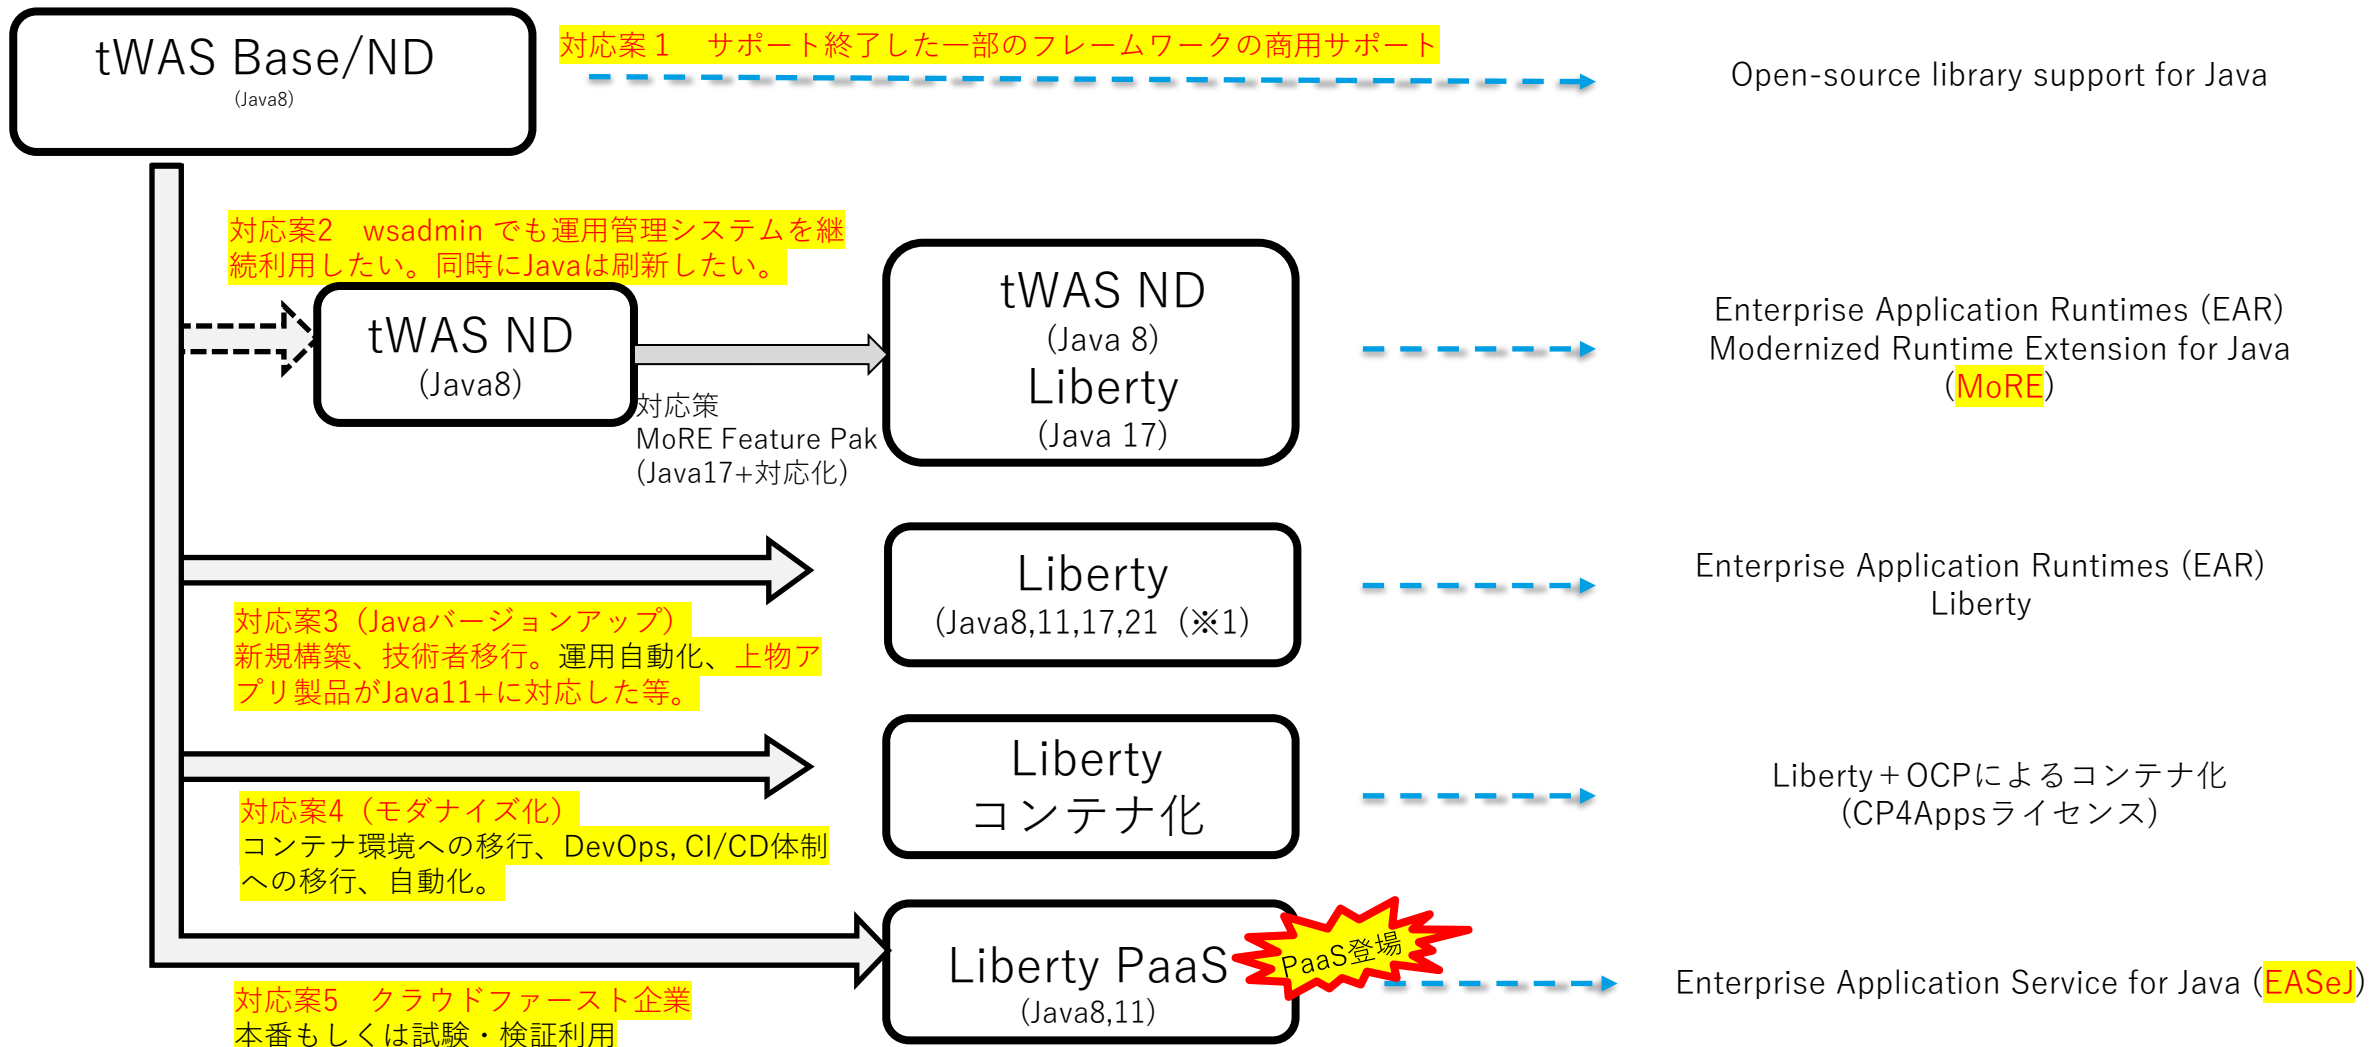 tWAS Base/ND
(Java8)
対応案１　サポート終了した一部のフレームワークの商用サポート
Open-source library support for Java
対応案2　wsadmin でも運用管理システムを継
続利用したい。同時にJavaは刷新したい。
tWAS ND
(Java8)
対応策
MoRE Feature Pak
(Java17+対応化)
tWAS ND
(Java 8)
Liberty
(Java 17)
Enterprise Application Runtimes (EAR)
Modernized Runtime Extension for Java
(MoRE)
対応案3（Javaバージョンアップ）
新規構築、技術者移行。運用自動化、上物ア
プリ製品がJava11+に対応した等。
Liberty
(Java8,11,17,21（※1）
Enterprise Application Runtimes (EAR)
Liberty
対応案4（モダナイズ化）
コンテナ環境への移行、DevOps, CI/CD体制
への移行、自動化。
Liberty
コンテナ化
Liberty＋OCPによるコンテナ化
(CP4Appsライセンス)
対応案5　クラウドファースト企業
本番もしくは試験・検証利用
Liberty PaaS
(Java8,11)
PaaS登場
Enterprise Application Service for Java (EASeJ)